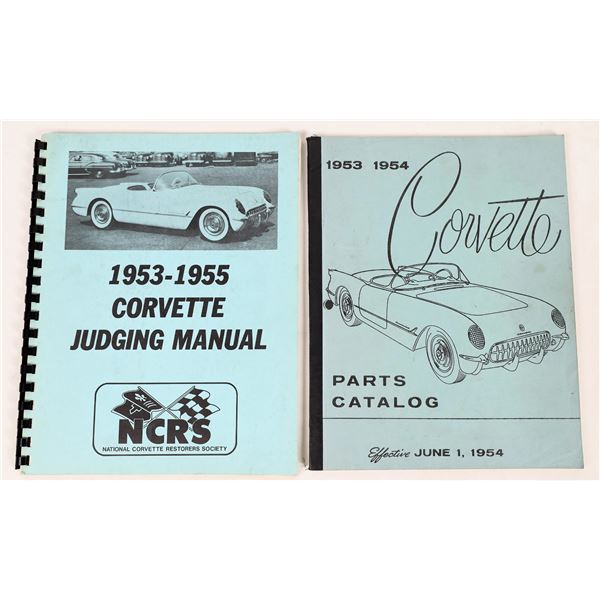 1953-1955
CORVETTE
JUDGING MANUAL
NCRS
NATIONAL CORVETTE RESTORERS SOCIETY
1953 1954
Corvette
PARTS
CATALOG
Effective JUNE 1, 1954